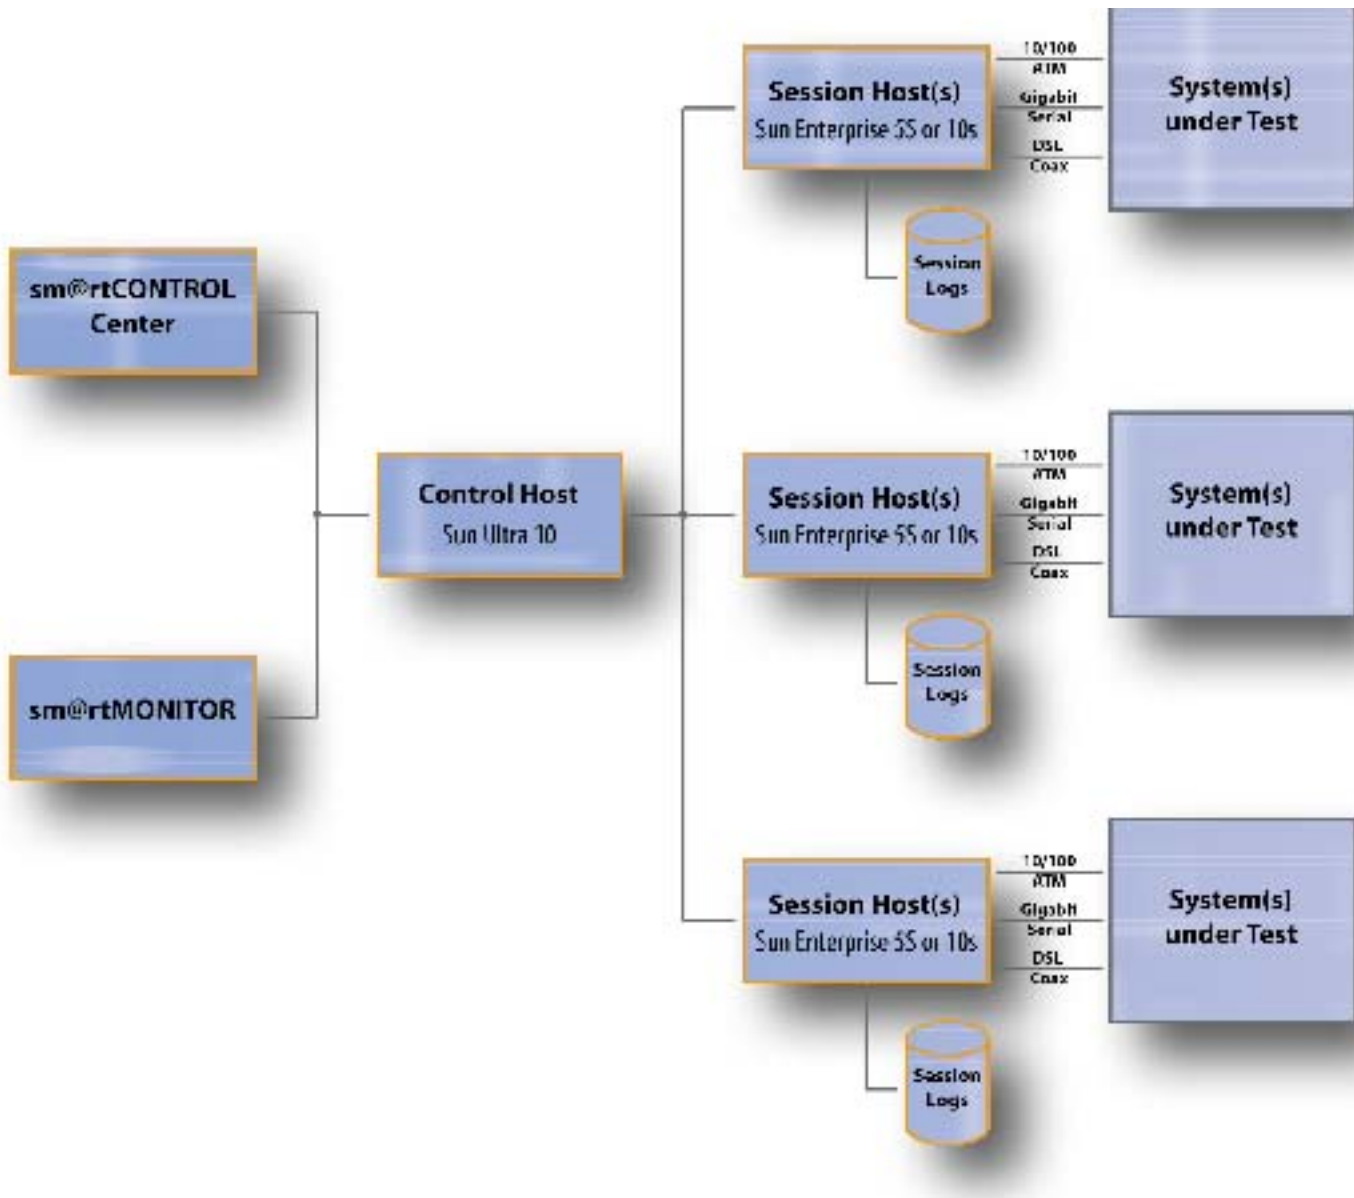 sm@rtCONTROL
Center
sm@rtMONITOR
Control Host
Sun Ultra 10
Session Host(s)
Sun Enterprise 5S or 10s
10/100
ATM
Gigabit
Serial
DSL
Coax
System(s)
under Test
Session
Logs
Session Host(s)
Sun Enterprise 5S or 10s
10/100
ATM
Gigabit
Serial
DSL
Coax
System(s)
under Test
Session
Logs
Session Host(s)
Sun Enterprise 5S or 10s
10/100
ATM
Gigabit
Serial
DSL
Coax
System(s)
under Test
Session
Logs